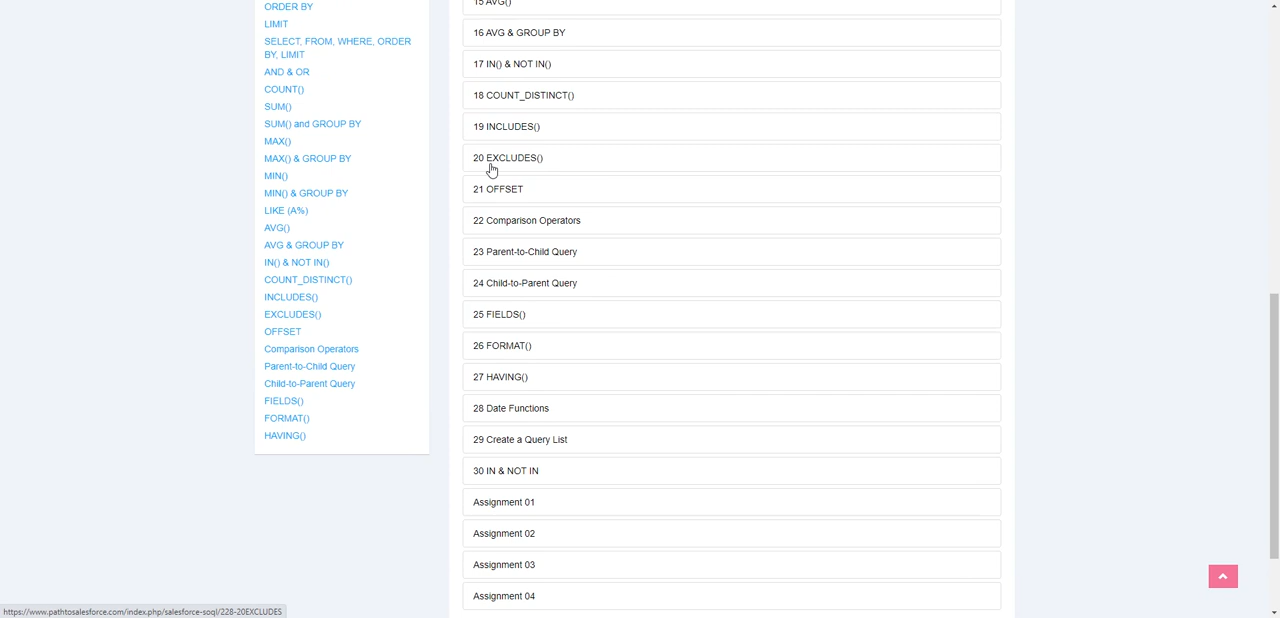 ORDER BY
LIMIT
SELECT, FROM, WHERE, ORDER
BY, LIMIT
AND & OR
COUNT()
SUM()
SUM() and GROUP BY
MAX()
MAX() & GROUP BY
MIN()
MIN() & GROUP BY
LIKE (A%)
AVG()
AVG & GROUP BY
IN() & NOT IN()
COUNT_DISTINCT()
INCLUDES()
EXCLUDES()
OFFSET
Comparison Operators
Parent-to-Child Query
Child-to-Parent Query
FIELDS()
FORMAT()
HAVING()
15 AVG()
16 AVG & GROUP BY
17 IN() & NOT IN()
18 COUNT_DISTINCT()
19 INCLUDES()
20 EXCLUDES()
21 OFFSET
22 Comparison Operators
23 Parent-to-Child Query
24 Child-to-Parent Query
25 FIELDS()
26 FORMAT()
27 HAVING()
28 Date Functions
29 Create a Query List
30 IN & NOT IN
Assignment 01
Assignment 02
Assignment 03
Assignment 04
https://www.pathtosalesforce.com/index.php/salesforce-soql/228-20EXCLUDES